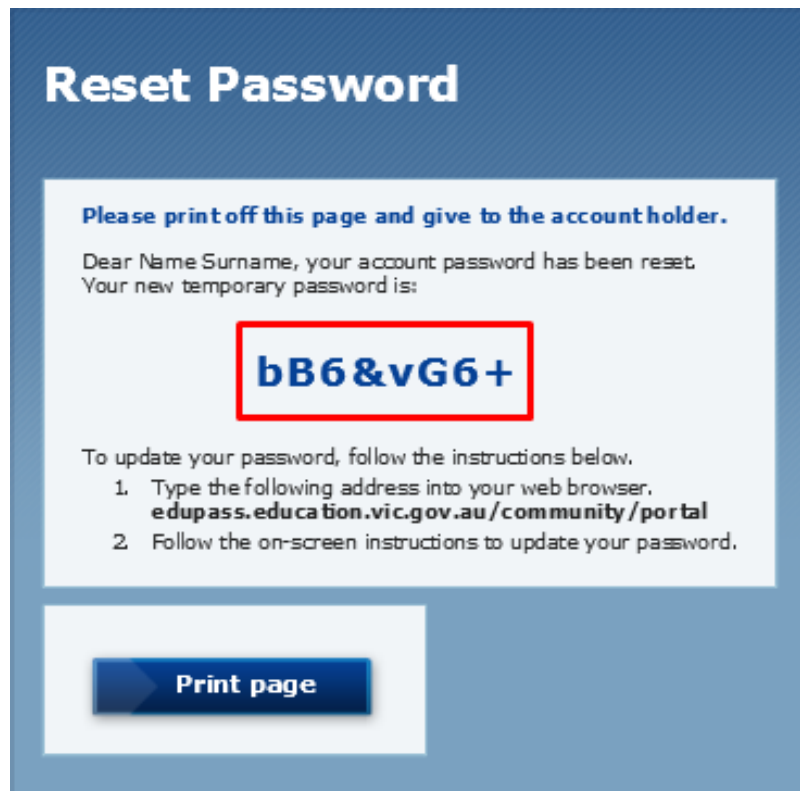 Reset Password
Please print off this page and give to the account holder.
Dear Name Surname, your account password has been reset.
Your new temporary password is:
bB6&vG6+
To update your password, follow the instructions below.
1. Type the following address into your web browser.
edupass.education.vic.gov.au/community/portal
2. Follow the on-screen instructions to update your password.
Print page